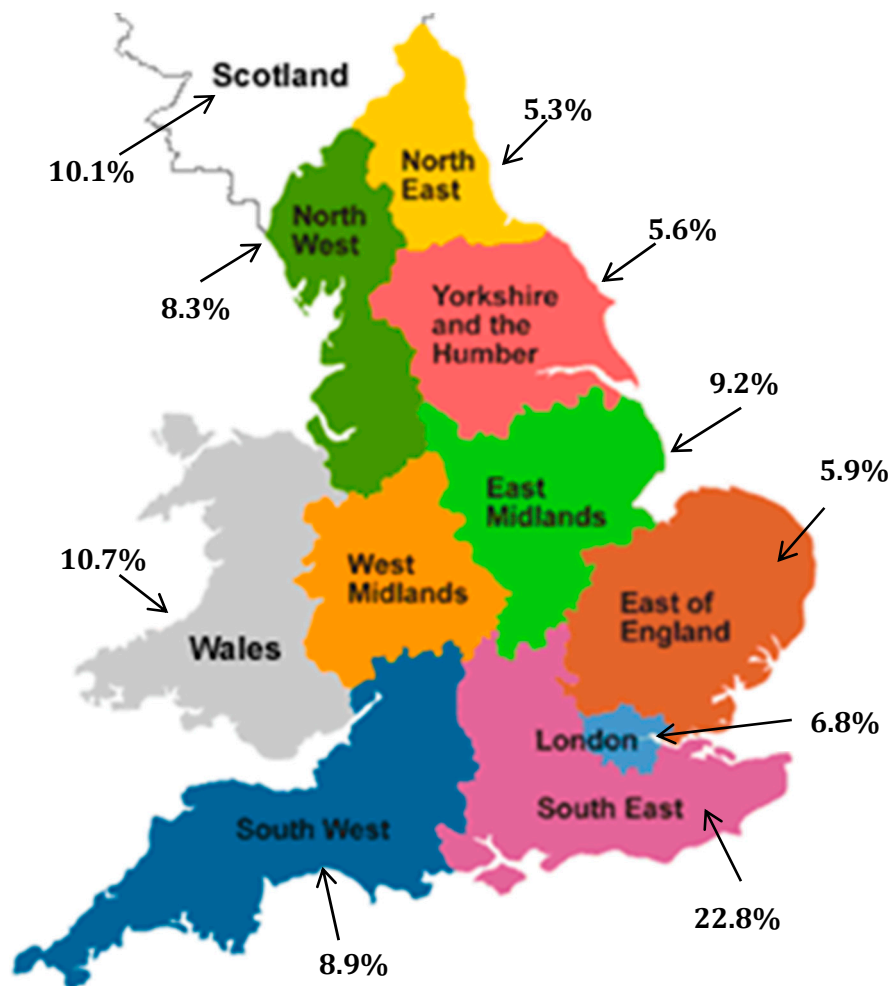 Scotland
5.3%
10.1%
North
East
North
West
5.6%
8.3%
Yorkshire
and the
Humber
9.2%
5.9%
East
Midlands
10.7%
West
Midlands
East of
England
Wales
6.8%
London
South East
South West
22.8%
8.9%